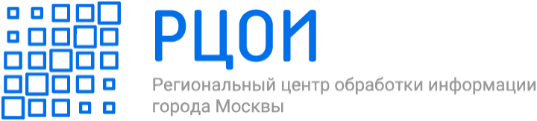 РЦОИ
Региональный центр обработки информации
города Москвы